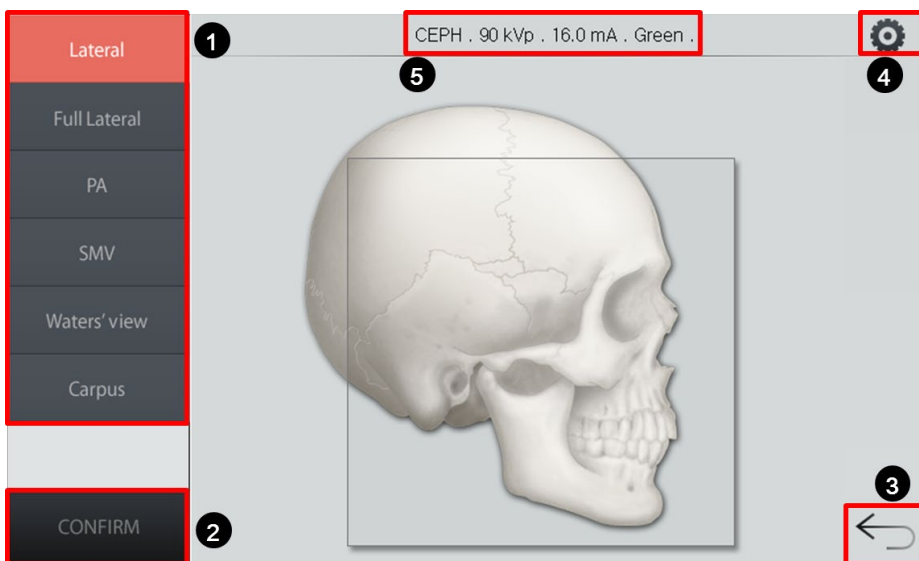 Lateral
1
CEPH . 90 kVp . 16.0 mA . Green .
5
4
Full Lateral
PA
SMV
Waters' view
Carpus
3
CONFIRM
2